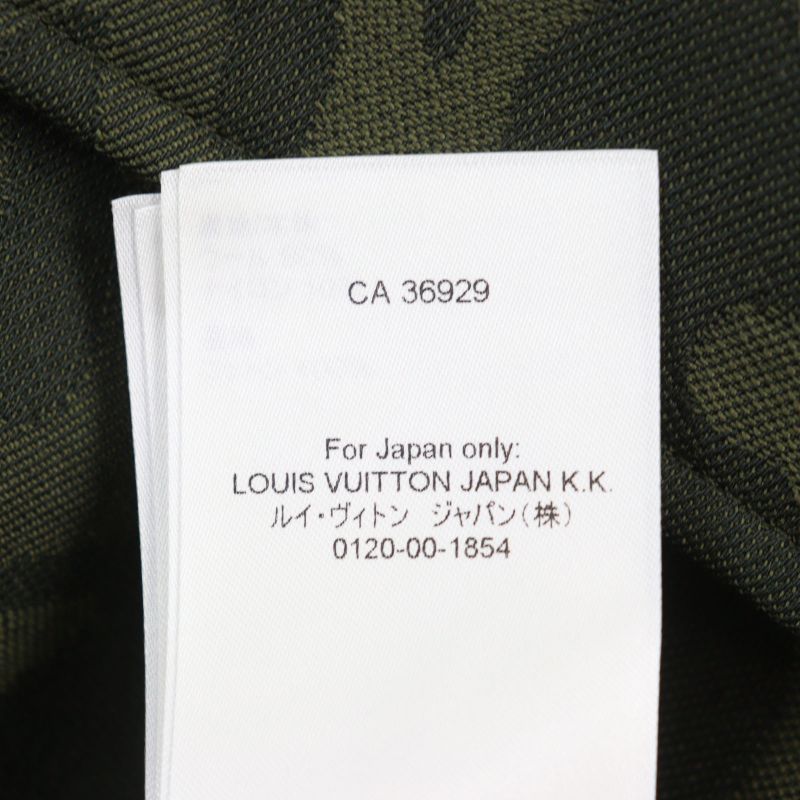 CA 36929
For Japan only:
LOUIS VUITTON JAPAN K.K.
ルイ・ヴィトン ジャパン(株)
0120-00-1854